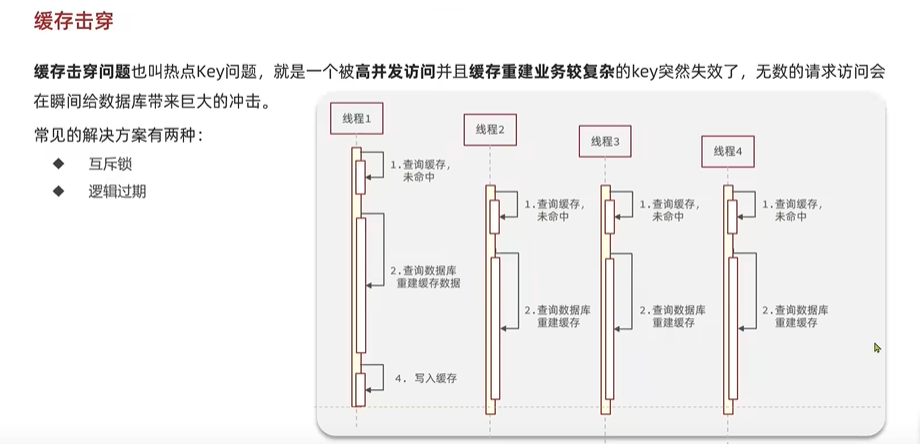 缓存击穿
缓存击穿问题也叫热点Key问题，就是一个被高并发访问并且缓存重建业务较复杂的key突然失效了，无数的请求访问会
在瞬间给数据库带来巨大的冲击。
常见的解决方案有两种：
◆ 互斥锁
◆ 逻辑过期
线程1
1.查询缓存，
未命中
2.查询数据库
重建缓存数据
4. 写入缓存
线程2
1.查询缓存，
未命中
2.查询数据库
重建缓存
线程3
1.查询缓存，
未命中
2.查询数据库
重建缓存
线程4
1.查询缓存，
未命中
2.查询数据库
重建缓存